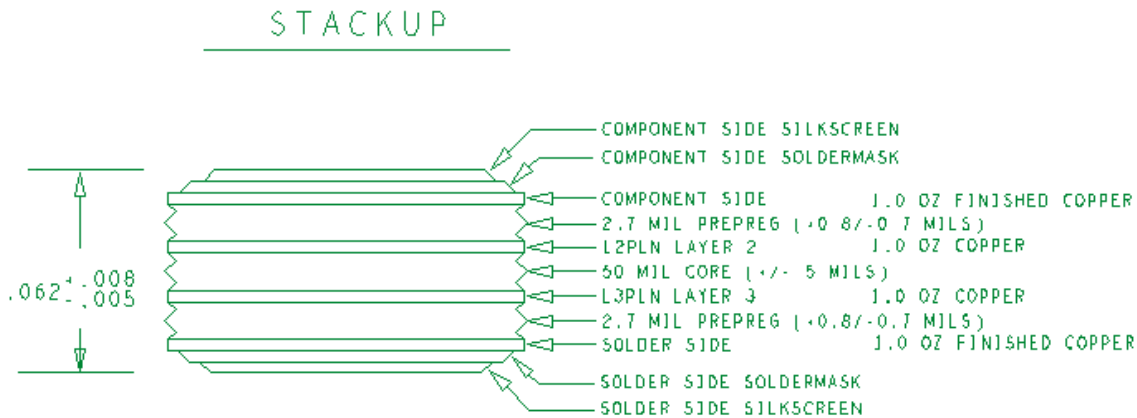 STACKUP
COMPONENT SIDE SILKSCREEN
COMPONENT SIDE SOLDERMASK
COMPONENT SIDE 1.0 OZ FINISHED COPPER
2.7 MIL PREPREG (+0.8/-0.7 MILS)
L2PLN LAYER 2 1.0 OZ COPPER
50 MIL CORE (+/- 5 MILS)
.062 + .008
- .005
L3PLN LAYER 3 1.0 OZ COPPER
2.7 MIL PREPREG (+0.8/-0.7 MILS)
SOLDER SIDE 1.0 OZ FINISHED COPPER
SOLDER SIDE SOLDERMASK
SOLDER SIDE SILKSCREEN